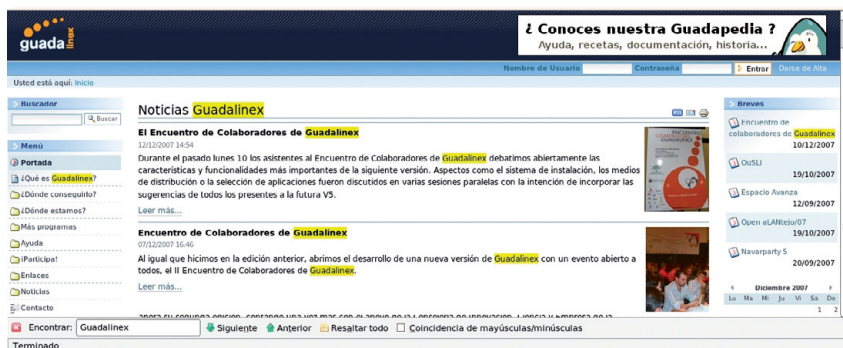 guadalinex
¿ Conoces nuestra Guadapedia ?
Ayuda, recetas, documentación, historia...
Nombre de Usuario Contraseña Entrar Darse de Alta
Usted está aquí: Inicio
Buscador
Buscar
Menú
Portada
¿Qué es Guadalinex?
¿Dónde conseguirlo?
¿Dónde estamos?
Más programas
Ayuda
¡Participa!
Enlaces
Noticias
Contacto
Noticias Guadalinex
El Encuentro de Colaboradores de Guadalinex
12/12/2007 14:54
Durante el pasado lunes 10 los asistentes al Encuentro de Colaboradores de Guadalinex debatimos abiertamente las
características y funcionalidades más importantes de la siguiente versión. Aspectos como el sistema de instalación, los medios
de distribución o la selección de aplicaciones fueron discutidos en varias sesiones paralelas con la intención de incorporar las
sugerencias de todos los presentes a la futura V5.
Leer más...
Encuentro de Colaboradores de Guadalinex
07/12/2007 16:46
Al igual que hicimos en la edición anterior, abrimos el desarrollo de una nueva versión de Guadalinex con un evento abierto a
todos, el II Encuentro de Colaboradores de Guadalinex.
Leer más...
Breves
Encuentro de
colaboradores de Guadalinex
10/12/2007
OuSLI
19/10/2007
Espacio Avanza
12/09/2007
Open aLANtejo/07
19/10/2007
Navarparty 5
20/09/2007
Diciembre 2007
Lu Ma Mi Ju Vi Sá Do
1 2
Encontrar: Guadalinex Siguiente Anterior Resaltar todo Coincidencia de mayúsculas/minúsculas
Terminado